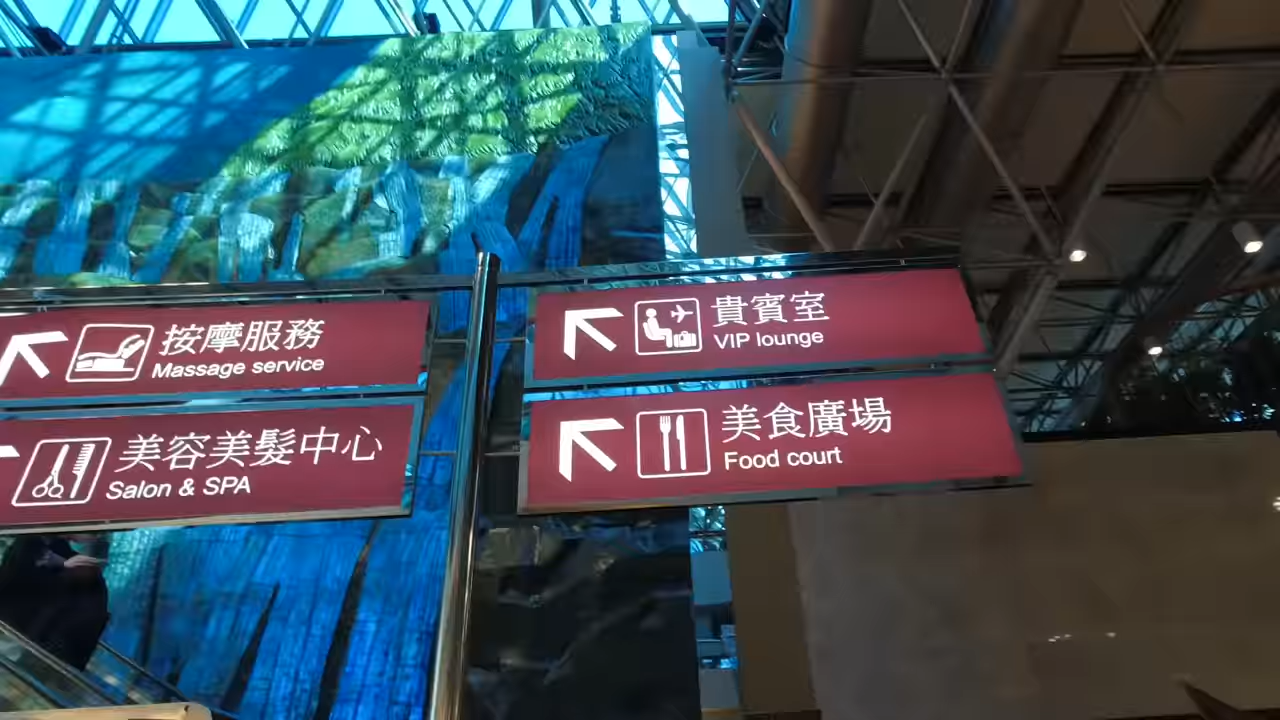 按摩服務
Massage service
美容美髮中心
Salon & SPA
貴賓室
VIP lounge
美食廣場
Food court